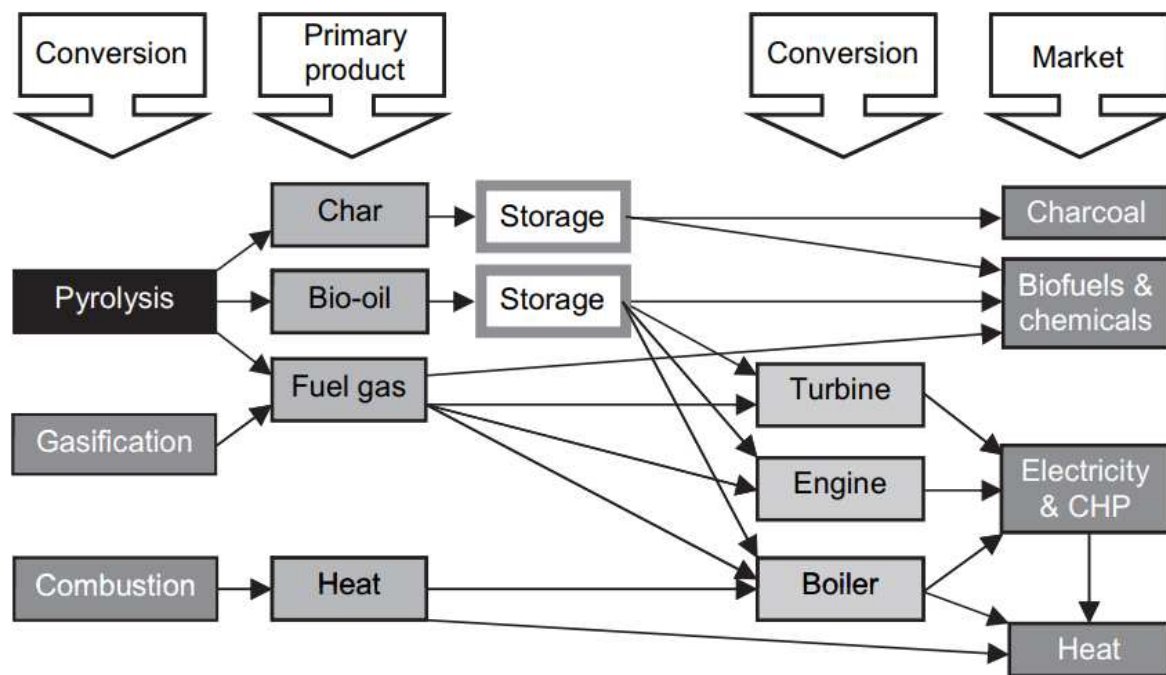 Conversion
Primary
product
Conversion
Market
Char
Storage
Charcoal
Pyrolysis
Bio-oil
Storage
Biofuels &
chemicals
Fuel gas
Turbine
Gasification
Engine
Electricity
& CHP
Combustion
Heat
Boiler
Heat